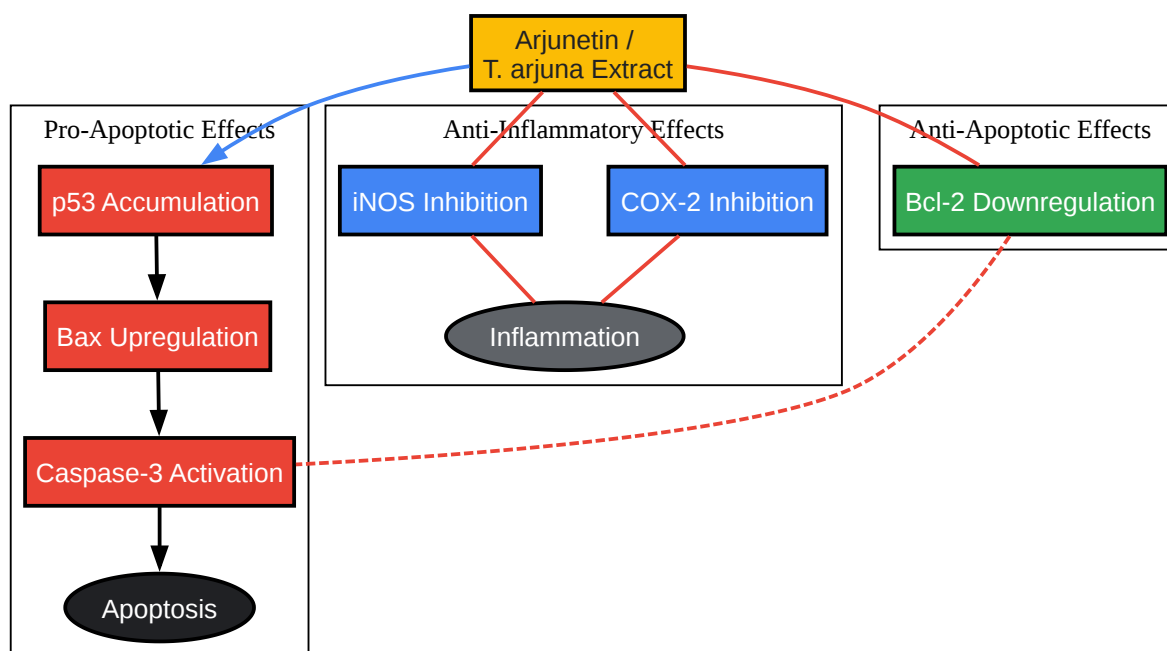 Arjunetin /
T. arjuna Extract
Pro-Apoptotic Effects
Anti-Inflammatory Effects
Anti-Apoptotic Effects
p53 Accumulation
iNOS Inhibition
COX-2 Inhibition
Bcl-2 Downregulation
Bax Upregulation
Inflammation
Caspase-3 Activation
Apoptosis